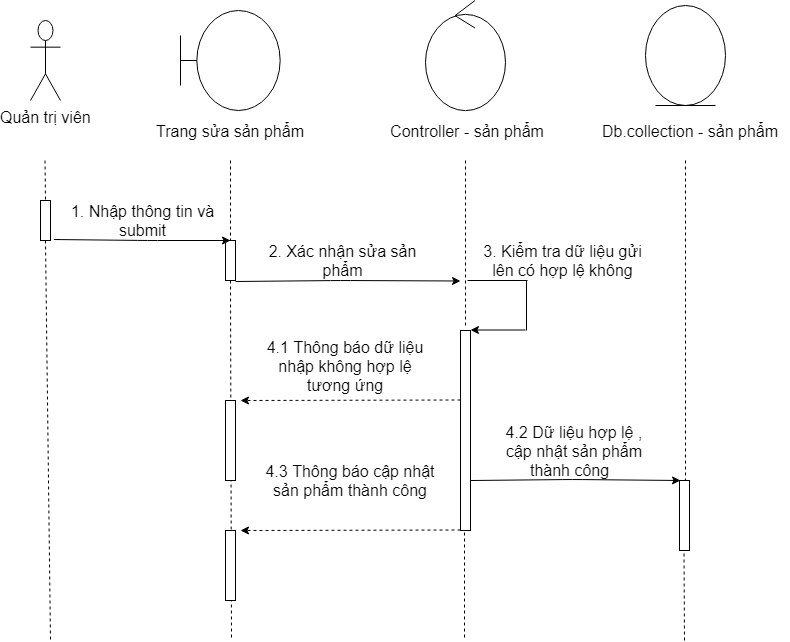 Quản trị viên
Trang sửa sản phẩm
Controller - sản phẩm
Db.collection - sản phẩm
1. Nhập thông tin và
submit
2. Xác nhận sửa sản
phẩm
3. Kiểm tra dữ liệu gửi
lên có hợp lệ không
4.1 Thông báo dữ liệu
nhập không hợp lệ
tương ứng
4.2 Dữ liệu hợp lệ ,
cập nhật sản phẩm
thành công
4.3 Thông báo cập nhật
sản phẩm thành công